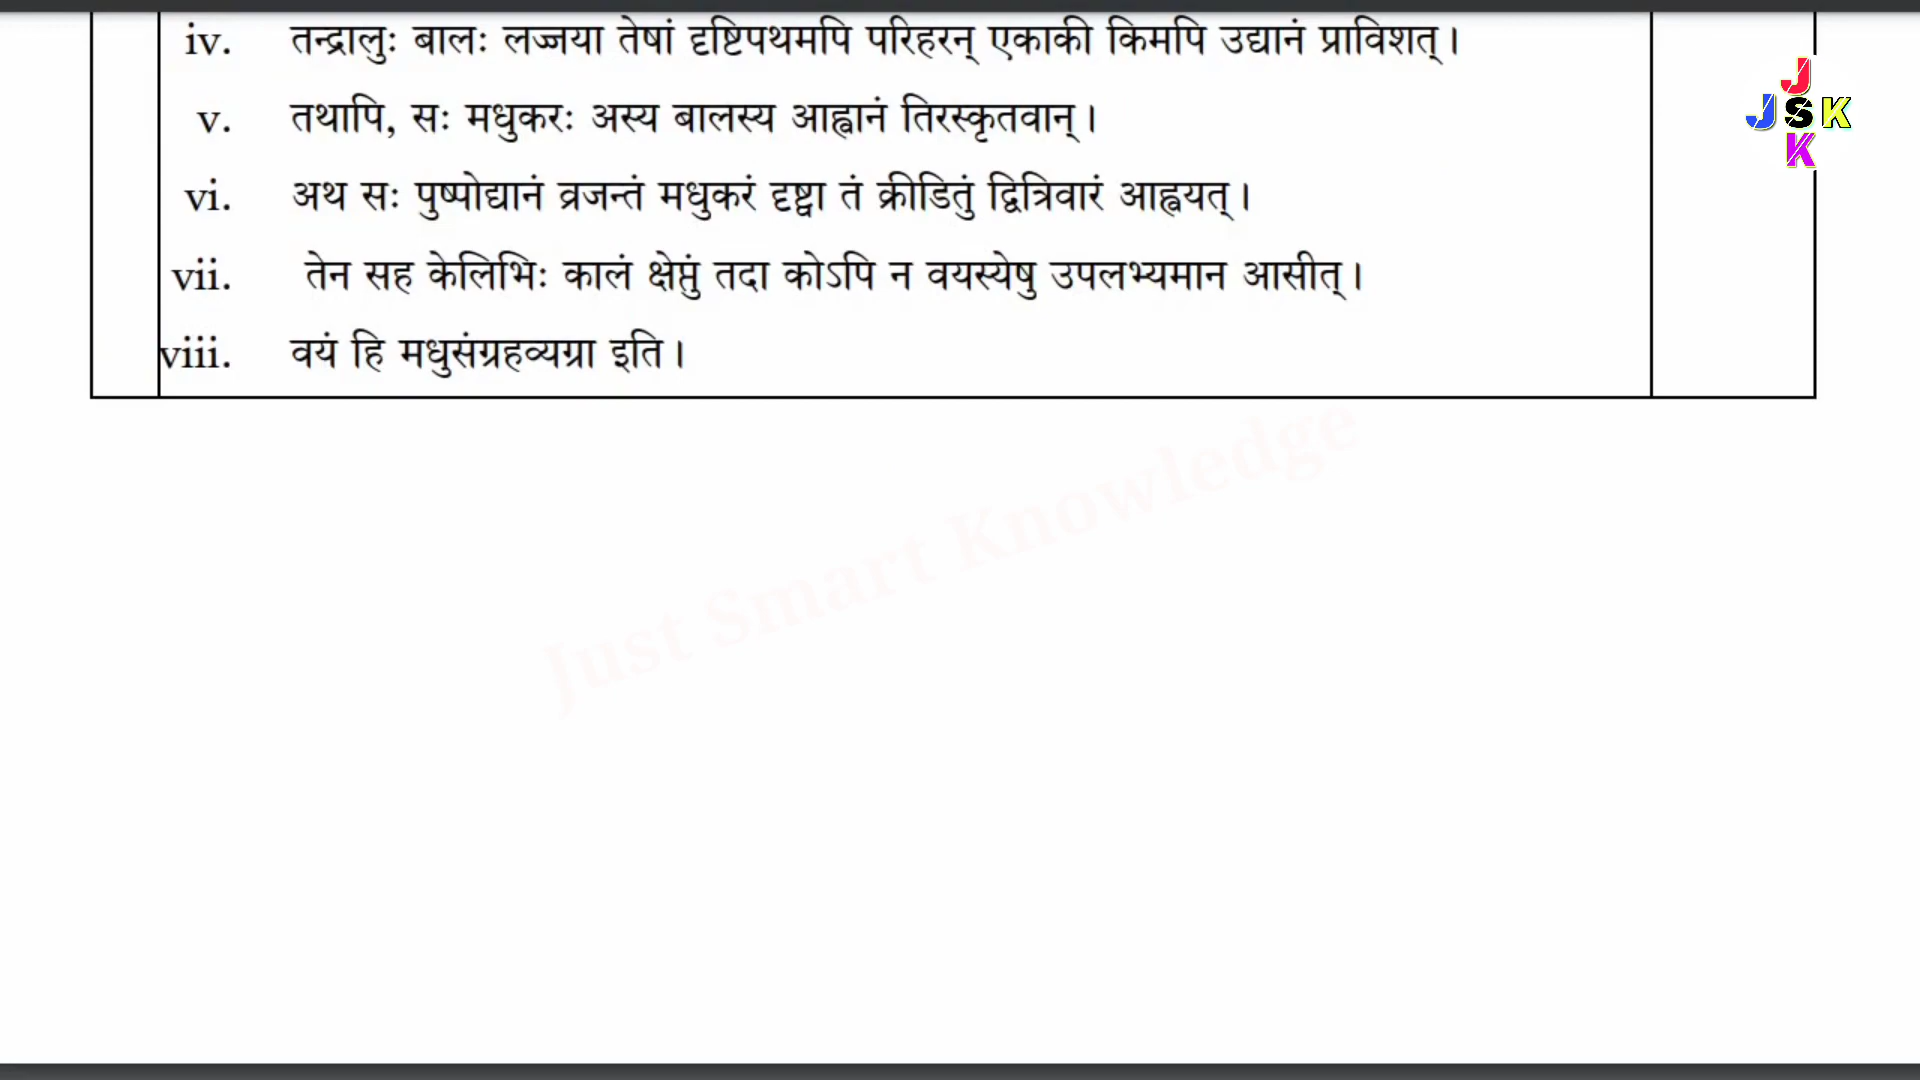 iv. तन्द्रालुः बालः लज्जया तेषां दृष्टिपथमपि परिहरन् एकाकी किमपि उद्यानं प्राविशत्।
J
JSK
K
v. तथापि, सः मधुकरः अस्य बालस्य आह्वानं तिरस्कृतवान्।
vi. अथ सः पुष्पोद्यानं व्रजन्तं मधुकरं दृष्ट्वा तं क्रीडितुं द्वित्रिवारं आह्वयत्।
vii. तेन सह केलिभिः कालं क्षेप्तुं तदा कोऽपि न वयस्येषु उपलभ्यमान आसीत्।
viii. वयं हि मधुसंग्रहव्यग्रा इति।
Just Smart Knowledge